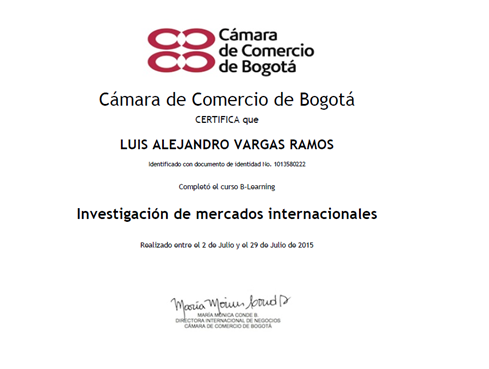 Cámara
de Comercio
de Bogotá
Cámara de Comercio de Bogotá
CERTIFICA que
LUIS ALEJANDRO VARGAS RAMOS
Identificado con documento de identidad No. 1013580222
Completó el curso B-Learning
Investigación de mercados internacionales
Realizado entre el 2 de Julio y el 29 de Julio de 2015
MARÍA MÓNICA CONDE B.
DIRECTORA INTERNACIONAL DE NEGOCIOS
CÁMARA DE COMERCIO DE BOGOTÁ